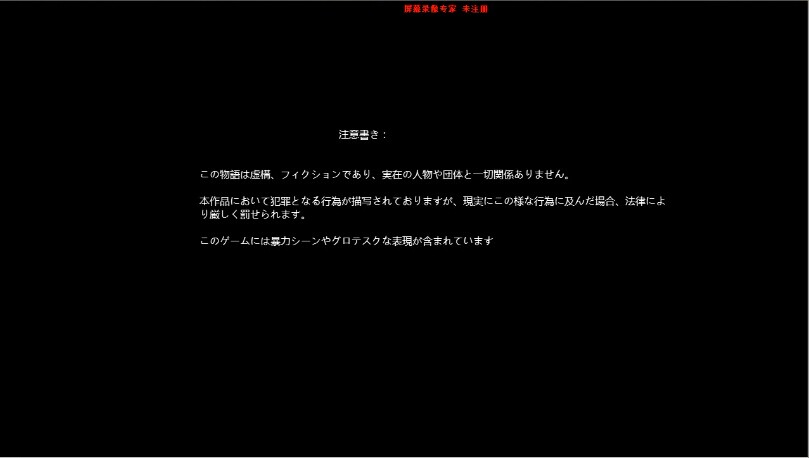 屏幕录像专家 未注册
注意書き：
この物語は虚構、フィクションであり、実在の人物や団体と一切関係ありません。
本作品において犯罪となる行為が描写されておりますが、現実にこの様な行為に及んだ場合、法律によ
り厳しく罰せられます。
このゲームには暴力シーンやグロテスクな表現が含まれています